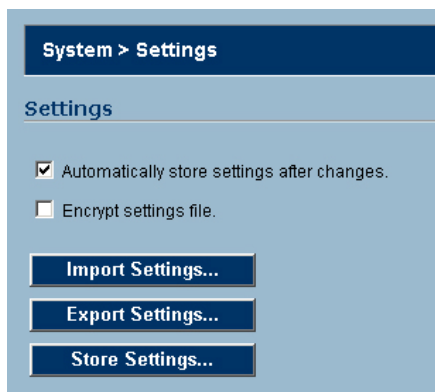 System > Settings
Settings
Automatically store settings after changes.
Encrypt settings file.
Import Settings...
Export Settings...
Store Settings...